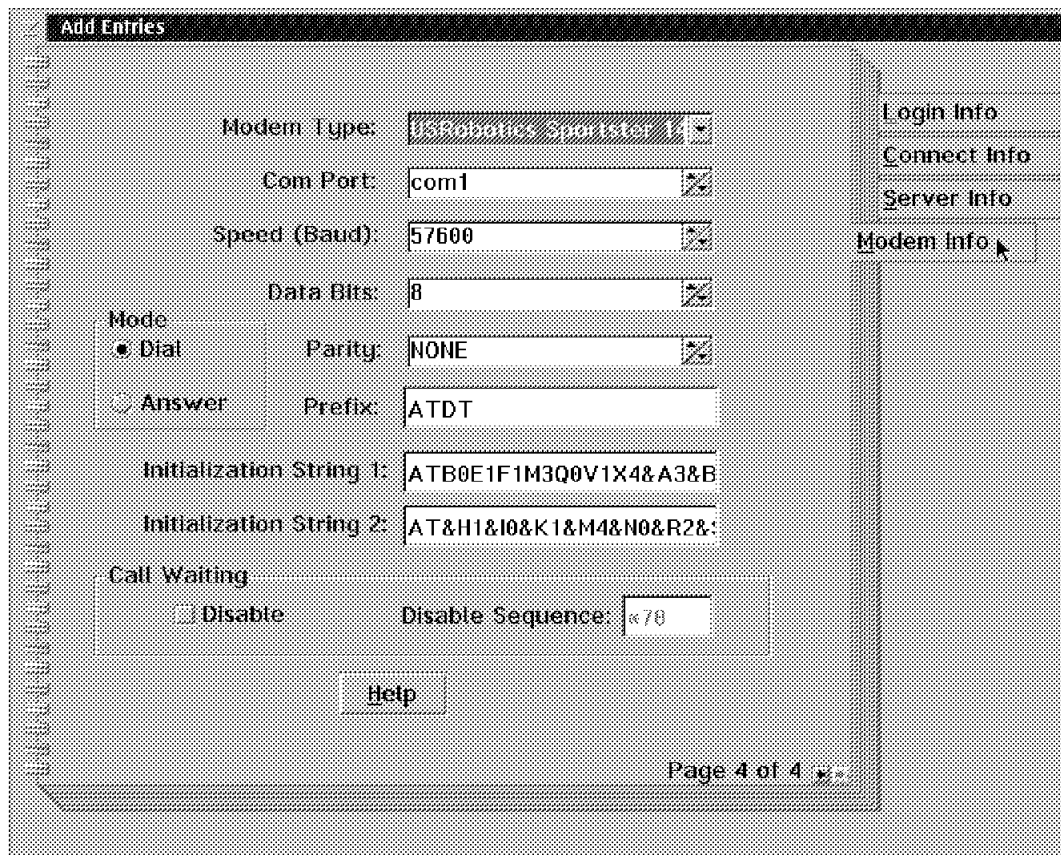 Add Entries
Modem Type: USRobotics Sportster 14
Login Info
Connect Info
Com Port: com1
Server Info
Speed (Baud): 57600
Modem Info
Data Bits: 8
Mode
Dial
Parity: NONE
Answer
Prefix: ATDT
Initialization String 1: ATB0E1F1M3Q0V1X4&A3&B
Initialization String 2: AT&H1&I0&K1&M4&N0&R2&S
Call Waiting
Disable
Disable Sequence: *70
Help
Page 4 of 4